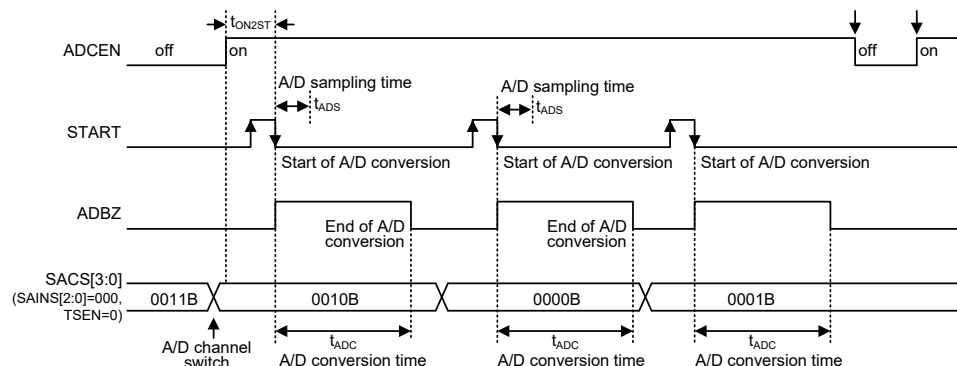 tON2ST
ADCEN
off
on
off
on
A/D sampling time
tADS
A/D sampling time
tADS
START
Start of A/D conversion
Start of A/D conversion
Start of A/D conversion
ADBZ
End of A/D
conversion
End of A/D
conversion
SACS[3:0]
(SAINS[2:0]=000,
TSEN=0)
0011B
0010B
0000B
0001B
A/D channel
switch
tADC
A/D conversion time
tADC
A/D conversion time
tADC
A/D conversion time